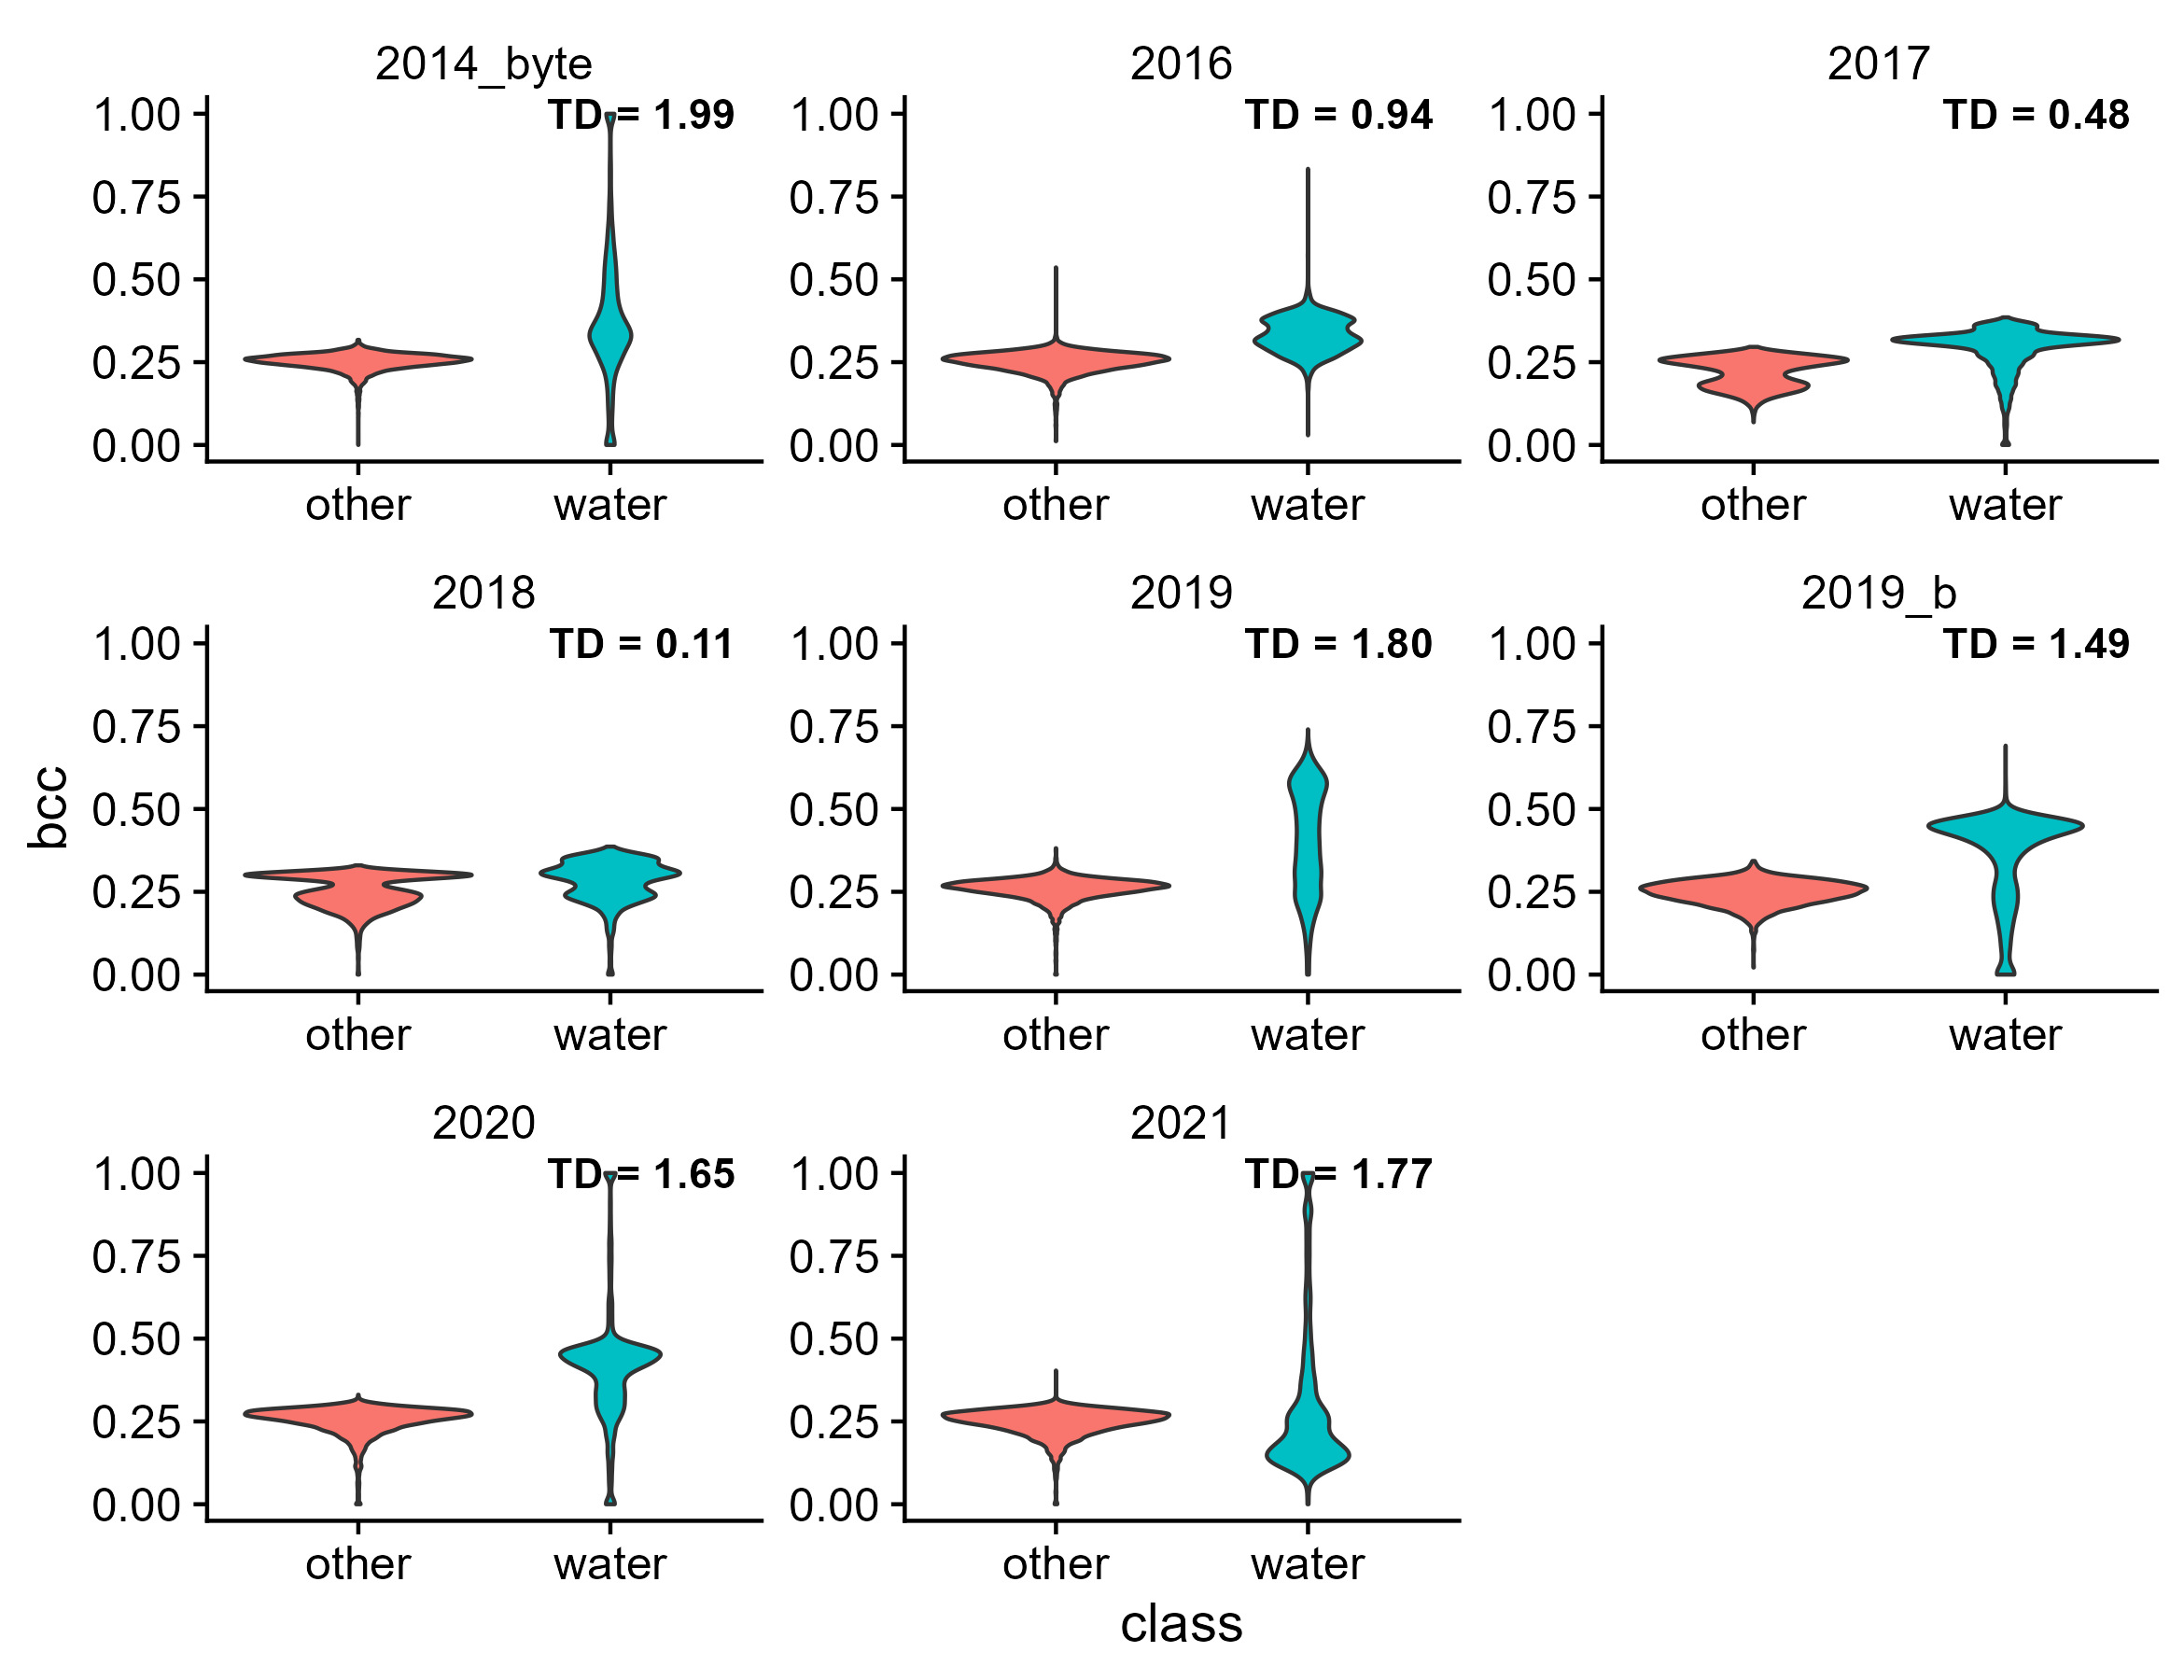 2014_byte 2016 2017
TD = 1.99 TD = 0.94 TD = 0.48
1.00 1.00 1.00
0.75 0.75 0.75
0.50 0.50 0.50
0.25 0.25 0.25
0.00 0.00 0.00
other water other water other water
2018 2019 2019_b
TD = 0.11 TD = 1.80 TD = 1.49
1.00 1.00 1.00
0.75 0.75 0.75
bcc
0.50 0.50 0.50
0.25 0.25 0.25
0.00 0.00 0.00
other water other water other water
2020 2021
TD = 1.65 TD = 1.77
1.00 1.00
0.75 0.75
0.50 0.50
0.25 0.25
0.00 0.00
other water other water
class